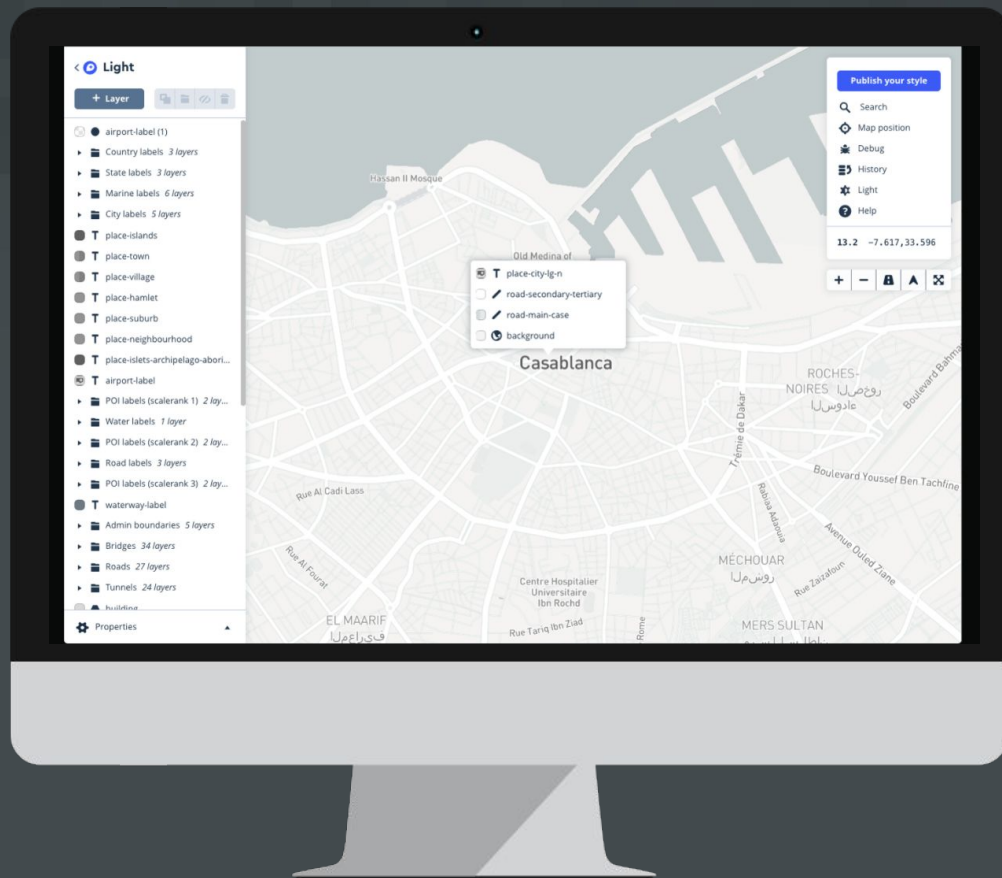 Light
+ Layer
airport-label (1)
Country labels 3 layers
State labels 3 layers
Marine labels 6 layers
City labels 5 layers
place-islands
place-town
place-village
place-hamlet
place-suburb
place-neighbourhood
place-islets-archipelago-abori...
airport-label
POI labels (scalerank 1) 2 lay...
Water labels 1 layer
POI labels (scalerank 2) 2 lay...
Road labels 3 layers
POI labels (scalerank 3) 2 lay...
waterway-label
Admin boundaries 5 layers
Bridges 34 layers
Roads 27 layers
Tunnels 24 layers
building
Properties
Hassan II Mosque
Old Medina of
place-city-lg-n
road-secondary-tertiary
road-main-case
background
Casablanca
Rue Al Cadi Lass
Rue Al Fourat
EL MAARIF
Centre Hospitalier
Universitaire
Ibn Rochd
Rue Tariq Ibn Ziad
Rome
ROCHES-
NOIRES
Boulevard Bahma
Trémie de Dakar
Boulevard Youssef Ben Tachfine
Rabiaa Adaouia
Avenue Ouled Ziane
MÉCHOUAR
Rue Zaizafoun
MERS SULTAN
Publish your style
Search
Map position
Debug
History
Light
Help
13.2 -7.617,33.596